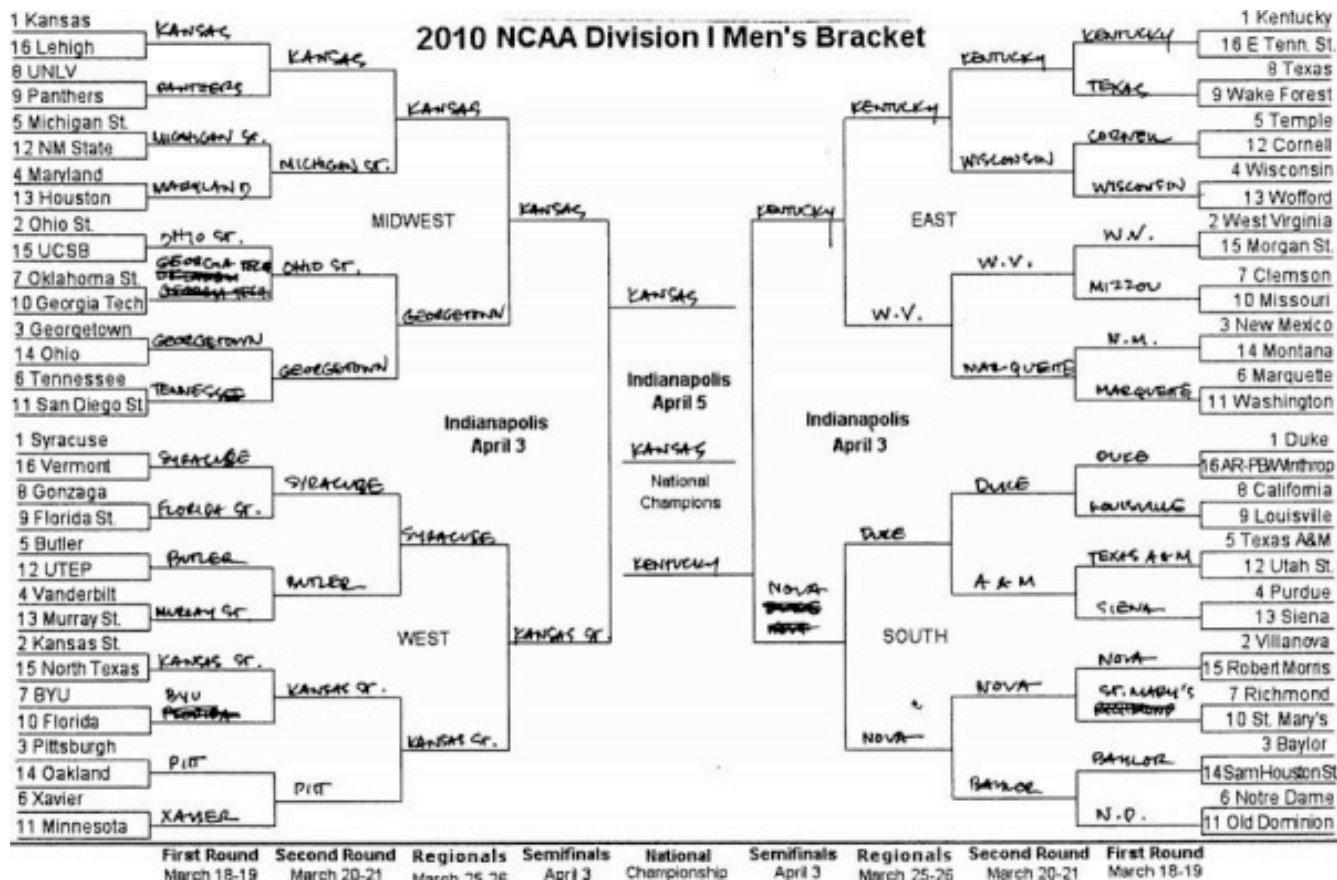 2010 NCAA Division I Men's Bracket
1 Kansas
KANSAS
16 Lehigh
KANSAS
8 UNLV
PANTHERS
9 Panthers
KANSAS
5 Michigan St.
MICHIGAN ST.
12 NM State
MICHIGAN ST.
4 Maryland
MARYLAND
13 Houston
MIDWEST
KANSAS
2 Ohio St.
OHIO ST.
15 UCSB
OHIO ST.
7 Oklahoma St.
GEORGIA TECH
10 Georgia Tech
GEORGETOWN
3 Georgetown
GEORGETOWN
14 Ohio
GEORGETOWN
6 Tennessee
TENNESSEE
11 San Diego St.
Indianapolis
April 3
1 Syracuse
SYRACUSE
16 Vermont
SYRACUSE
8 Gonzaga
FLORIDA ST.
9 Florida St.
SYRACUSE
5 Butler
BUTLER
12 UTEP
BUTLER
4 Vanderbilt
MURRAY ST.
13 Murray St.
WEST
KANSAS ST.
2 Kansas St.
KANSAS ST.
15 North Texas
KANSAS ST.
7 BYU
BYU
10 Florida
KANSAS ST.
3 Pittsburgh
PITT
14 Oakland
PITT
6 Xavier
XAVIER
11 Minnesota
KANSAS
Indianapolis
April 5
KANSAS
National
Champions
KENTUCKY
1 Kentucky
KENTUCKY
16 E Tenn. St.
KENTUCKY
8 Texas
TEXAS
9 Wake Forest
KENTUCKY
5 Temple
CORNELL
12 Cornell
WISCONSIN
4 Wisconsin
WISCONSIN
13 Wofford
KENTUCKY
EAST
2 West Virginia
W.V.
15 Morgan St.
W.V.
7 Clemson
MIZZOU
10 Missouri
W.V.
3 New Mexico
N.M.
14 Montana
MARQUETTE
6 Marquette
MARQUETTE
11 Washington
Indianapolis
April 3
1 Duke
DUKE
16 AR-PB/Winthrop
DUKE
8 California
LOUISVILLE
9 Louisville
DUKE
5 Texas A&M
TEXAS A & M
12 Utah St.
A & M
4 Purdue
SIENA
13 Siena
NOVA
SOUTH
2 Villanova
NOVA
15 Robert Morris
NOVA
7 Richmond
ST. MARY'S
10 St. Mary's
NOVA
3 Baylor
BAYLOR
14 Sam Houston St
BAYLOR
6 Notre Dame
N.D.
11 Old Dominion
First Round
March 18-19
Second Round
March 20-21
Regionals
March 25-26
Semifinals
April 3
National
Championship
Semifinals
April 3
Regionals
March 25-26
Second Round
March 20-21
First Round
March 18-19